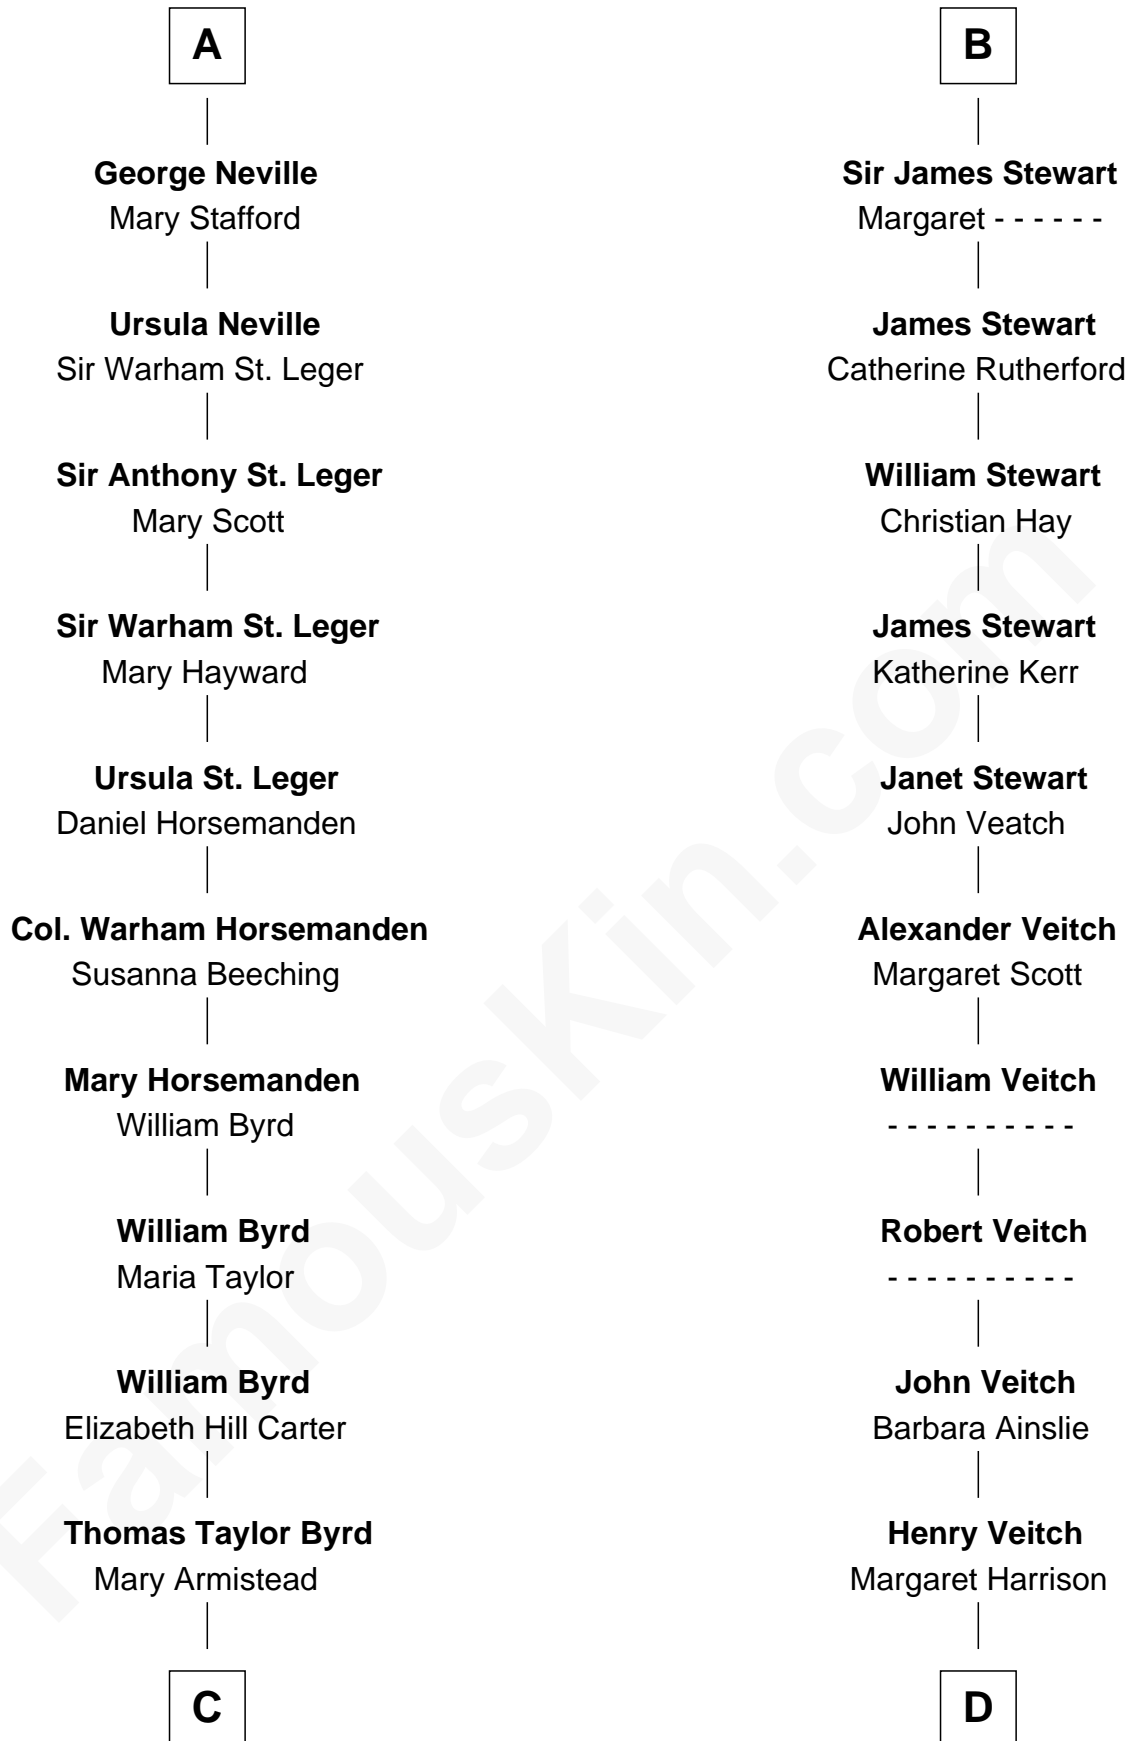 A
George Neville
Mary Stafford
Ursula Neville
Sir Warham St. Leger
Sir Anthony St. Leger
Mary Scott
Sir Warham St. Leger
Mary Hayward
Ursula St. Leger
Daniel Horsemanden
Col. Warham Horsemanden
Susanna Beeching
Mary Horsemanden
William Byrd
William Byrd
Maria Taylor
William Byrd
Elizabeth Hill Carter
Thomas Taylor Byrd
Mary Armistead
C
B
Sir James Stewart
Margaret - - - - - -
James Stewart
Catherine Rutherford
William Stewart
Christian Hay
James Stewart
Katherine Kerr
Janet Stewart
John Veatch
Alexander Veitch
Margaret Scott
William Veitch
- - - - - - - - - -
Robert Veitch
- - - - - - - - - -
John Veitch
Barbara Ainslie
Henry Veitch
Margaret Harrison
D
FamousKin.com